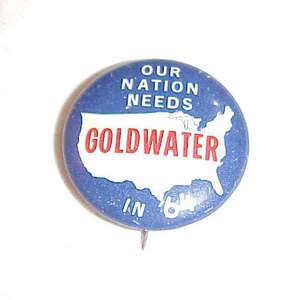 OUR
NATION
NEEDS
GOLDWATER
IN '64